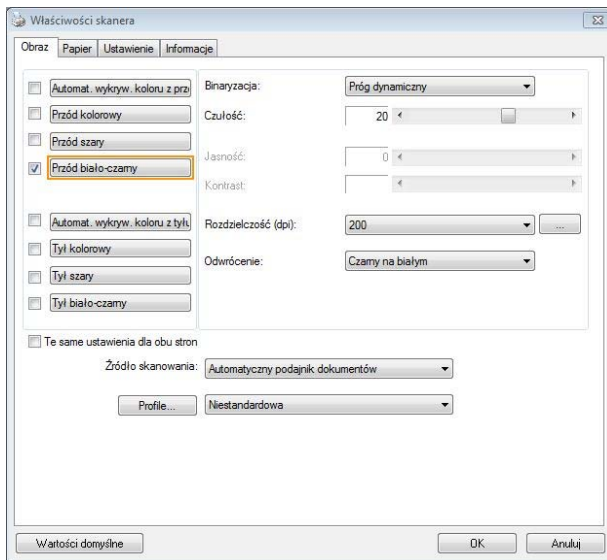 Właściwości skanera
Obraz Papier Ustawienie Informacje
Automat. wykryw. koloru z prz
Przód kolorowy
Przód szary
Przód biało-czarny
Automat. wykryw. koloru z tyłu
Tył kolorowy
Tył szary
Tył biało-czarny
Binaryzacja: Próg dynamiczny
Czułość: 20
Jasność: 0
Kontrast:
Rozdzielczość (dpi): 200 ...
Odwrócenie: Czarny na białym
Te same ustawienia dla obu stron
Źródło skanowania: Automatyczny podajnik dokumentów
Profile... Niestandardowa
Wartości domyślne OK Anuluj